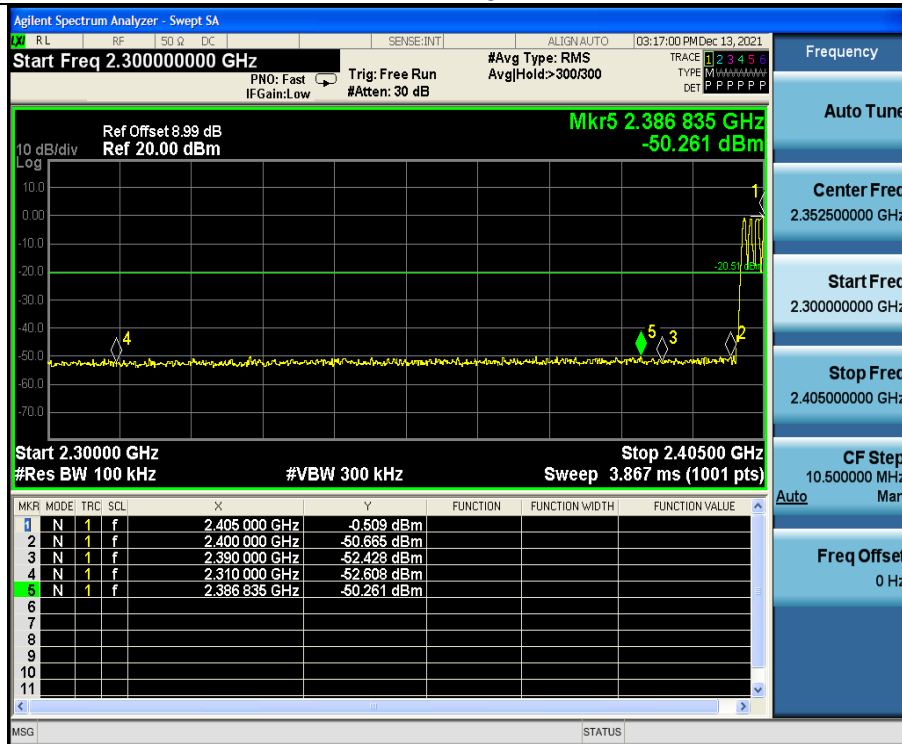 Agilent Spectrum Analyzer - Swept SA
LXI RL RF 50 Ω DC SENSE:INT ALIGN AUTO 03:17:00 PM Dec 13, 2021
Start Freq 2.300000000 GHz
PNO: Fast
IFGain:Low
Trig: Free Run
#Atten: 30 dB
#Avg Type: RMS
Avg|Hold:>300/300
TRACE 1 2 3 4 5 6
TYPE M
DET P P P P P P
Ref Offset 8.99 dB
10 dB/div Ref 20.00 dBm
Log
Mkr5 2.386 835 GHz
-50.261 dBm
10.0
0.00
-10.0
-20.0
-30.0
-40.0
-50.0
-60.0
-70.0
1
-20.51 dBm
4
5
3
2
Start 2.30000 GHz Stop 2.40500 GHz
#Res BW 100 kHz #VBW 300 kHz Sweep 3.867 ms (1001 pts)
MKR MODE TRC SCL X Y FUNCTION FUNCTION WIDTH FUNCTION VALUE
1 N 1 f 2.405 000 GHz -0.509 dBm
2 N 1 f 2.400 000 GHz -50.665 dBm
3 N 1 f 2.390 000 GHz -52.428 dBm
4 N 1 f 2.310 000 GHz -52.608 dBm
5 N 1 f 2.386 835 GHz -50.261 dBm
6
7
8
9
10
11
MSG STATUS
Frequency
Auto Tune
Center Freq
2.352500000 GHz
Start Freq
2.300000000 GHz
Stop Freq
2.405000000 GHz
CF Step
10.500000 MHz
Auto Man
Freq Offset
0 Hz